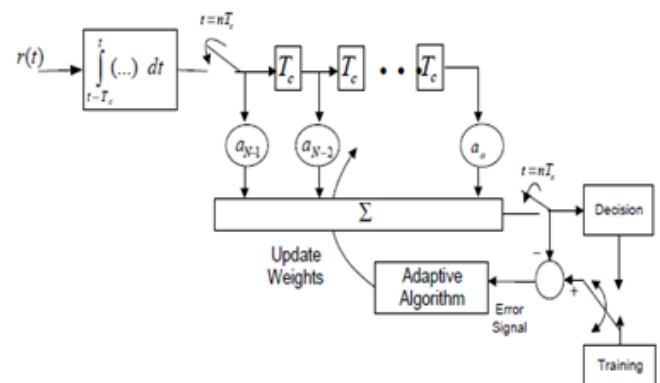 t=nT_c
r(t)
∫_{t-T_c}^{t} (...) dt
T_c
T_c
• • •
T_c
a_{N-1}
a_{N-2}
a_o
Σ
t=nT_s
Decision
Update
Weights
Adaptive
Algorithm
−
+
Error
Signal
Training